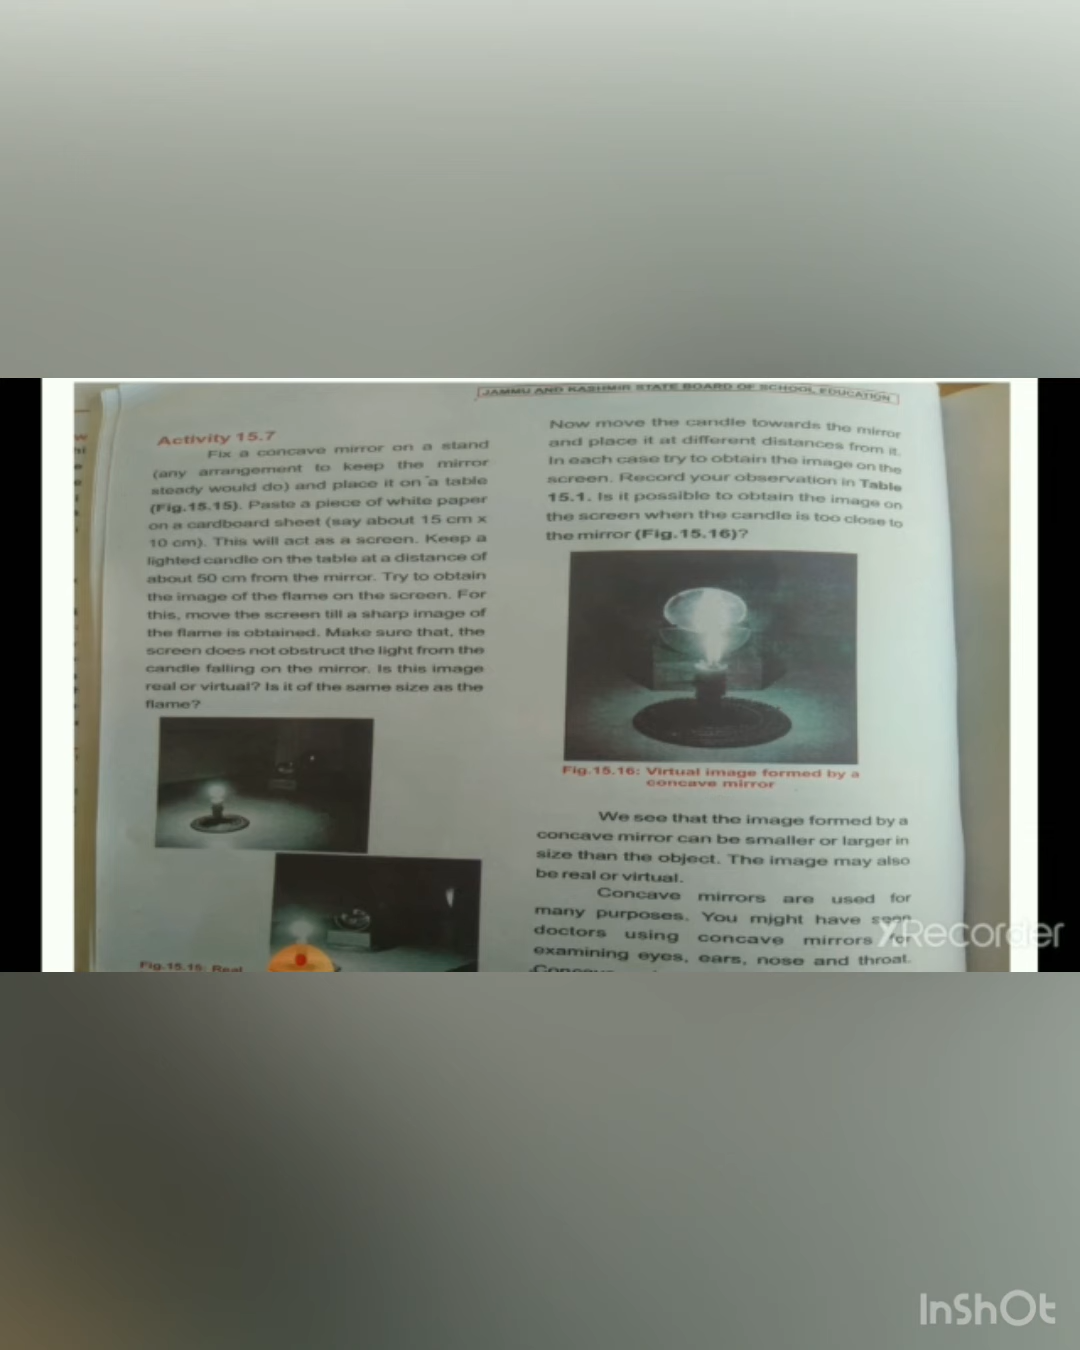 JAMMU AND KASHMIR STATE BOARD OF SCHOOL EDUCATION
Activity 15.7
Fix a concave mirror on a stand
(any arrangement to keep the mirror
steady would do) and place it on a table
(Fig.15.15). Paste a piece of white paper
on a cardboard sheet (say about 15 cm x
10 cm). This will act as a screen. Keep a
lighted candle on the table at a distance of
about 50 cm from the mirror. Try to obtain
the image of the flame on the screen. For
this, move the screen till a sharp image of
the flame is obtained. Make sure that, the
screen does not obstruct the light from the
candle falling on the mirror. Is this image
real or virtual? Is it of the same size as the
flame?
Fig.15.15: Real
Now move the candle towards the mirror
and place it at different distances from it.
In each case try to obtain the image on the
screen. Record your observation in Table
15.1. Is it possible to obtain the image on
the screen when the candle is too close to
the mirror (Fig.15.16)?
Fig.15.16: Virtual image formed by a
concave mirror
We see that the image formed by a
concave mirror can be smaller or larger in
size than the object. The image may also
be real or virtual.
Concave mirrors are used for
many purposes. You might have seen
doctors using concave mirrors for
examining eyes, ears, nose and throat.
XRecorder
InShOt